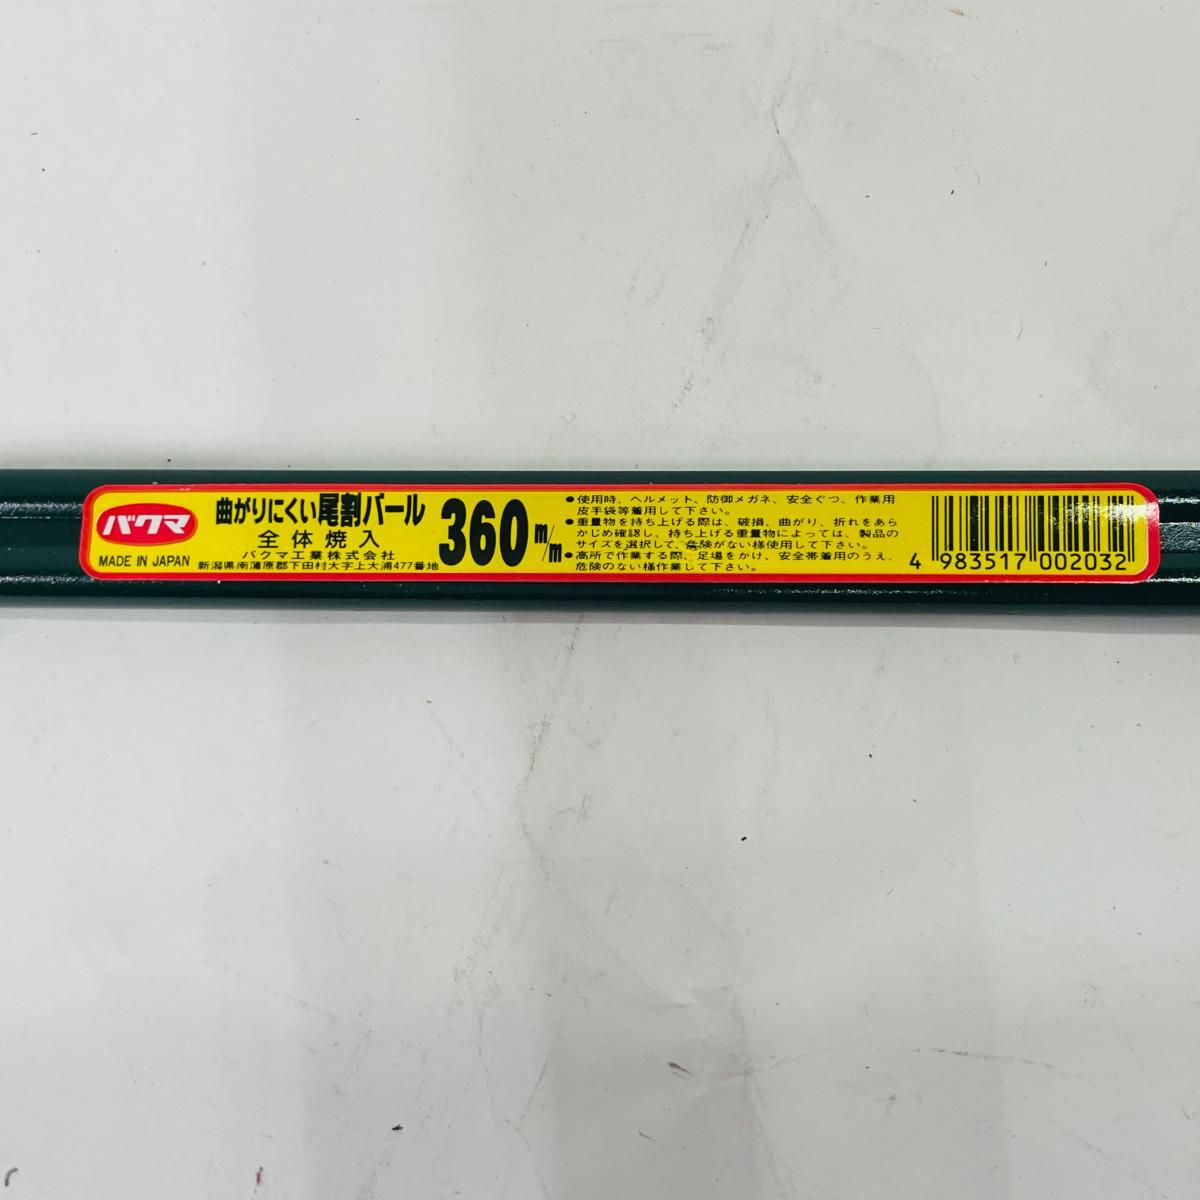 バクマ
MADE IN JAPAN
曲がりにくい尾割バール
全体焼入
バクマ工業株式会社
新潟県南蒲原郡下田村大字上大浦477番地
360 m/m
●使用時、ヘルメット、防御メガネ、安全ぐつ、作業用
皮手袋等着用して下さい。
●重量物を持ち上げる際は、破損、曲がり、折れをあら
かじめ確認し、持ち上げる重量物によっては、製品の
サイズを選択して、危険がない様使用して下さい。
●高所で作業する際、足場をかけ、安全帯着用のうえ、
危険のない様作業して下さい。
4 983517 002032